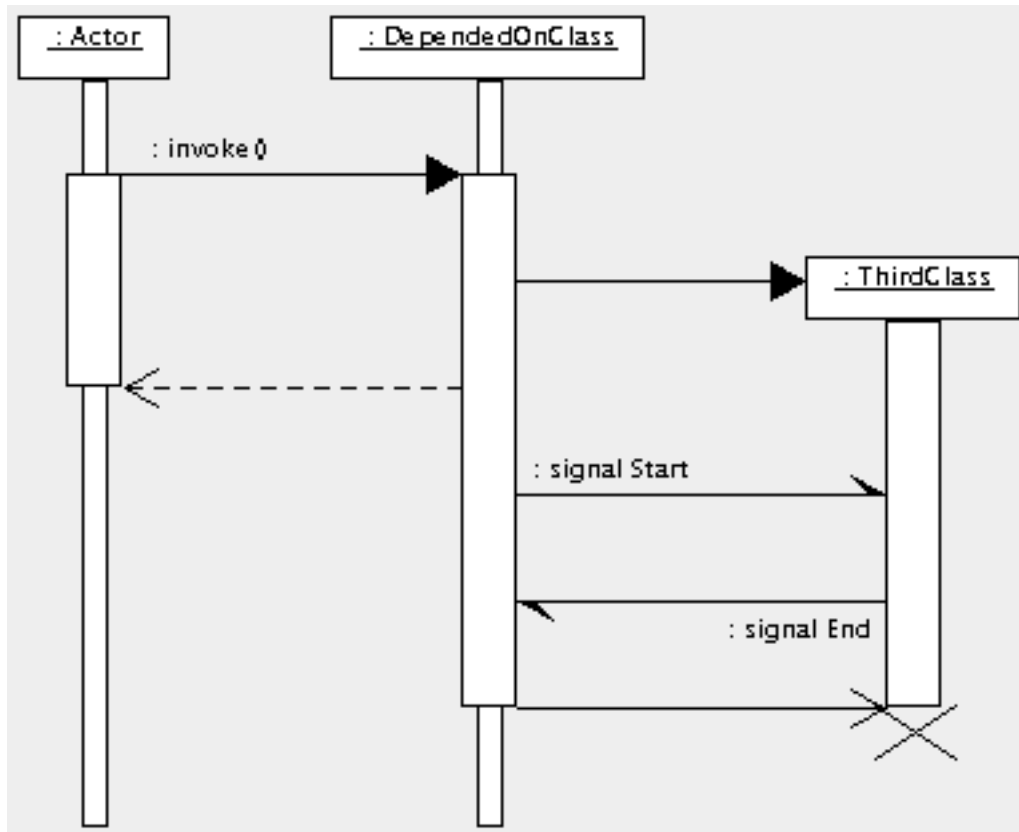 : Actor
: DependedOnClass
: invoke()
: ThirdClass
: signal Start
: signal End